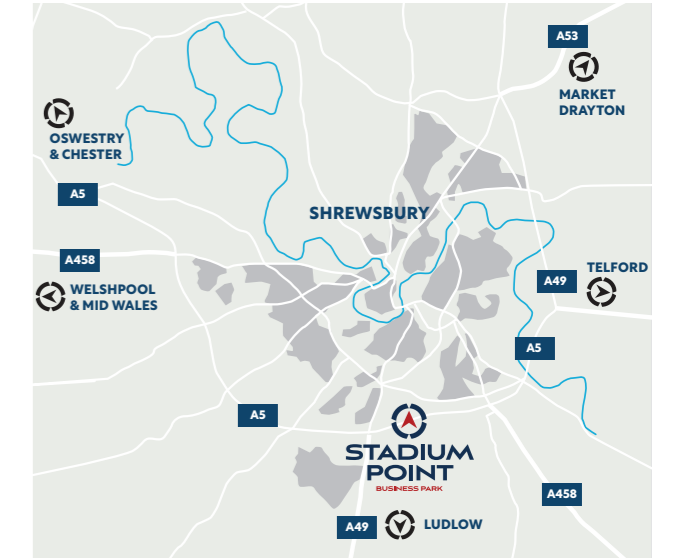 A53
MARKET
DRAYTON
OSWESTRY
& CHESTER
A5
SHREWSBURY
A458
WELSHPOOL
& MID WALES
TELFORD
A49
A5
A5
STADIUM
POINT
BUSINESS PARK
A458
A49
LUDLOW